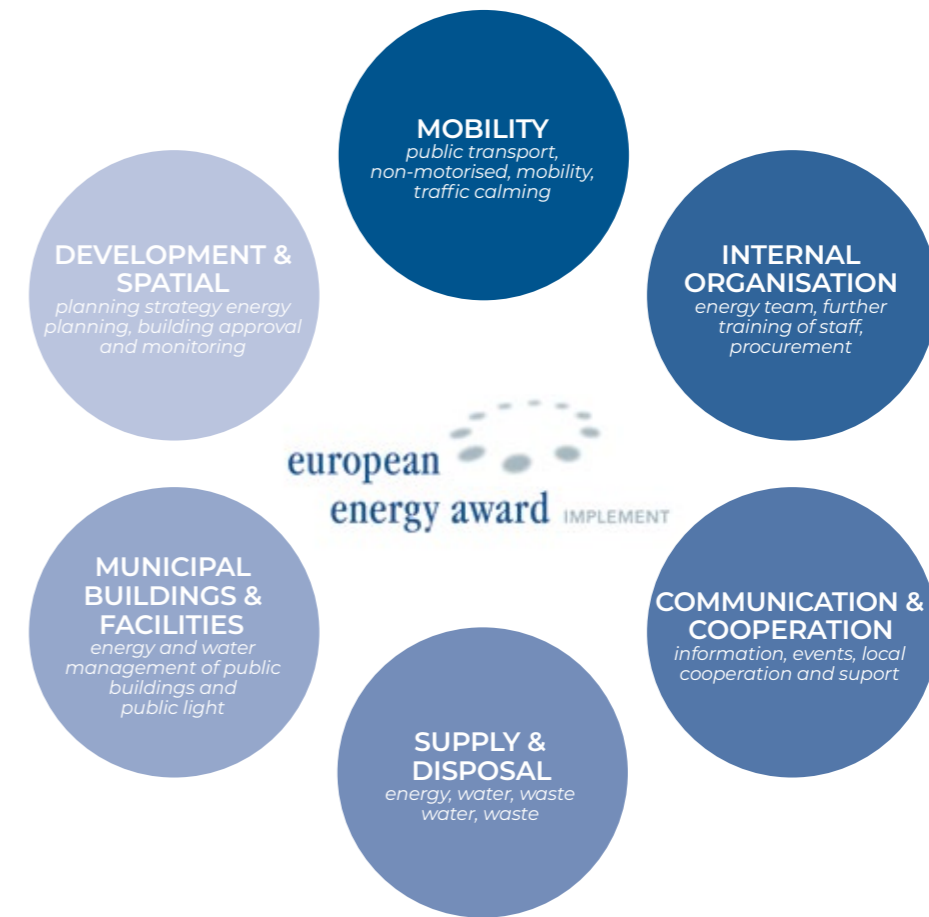 MOBILITY
public transport,
non-motorised, mobility,
traffic calming
DEVELOPMENT &
SPATIAL
planning strategy energy
planning, building approval
and monitoring
INTERNAL
ORGANISATION
energy team, further
training of staff,
procurement
european
energy award IMPLEMENT
MUNICIPAL
BUILDINGS &
FACILITIES
energy and water
management of public
buildings and
public light
COMMUNICATION &
COOPERATION
information, events, local
cooperation and suport
SUPPLY &
DISPOSAL
energy, water, waste
water, waste